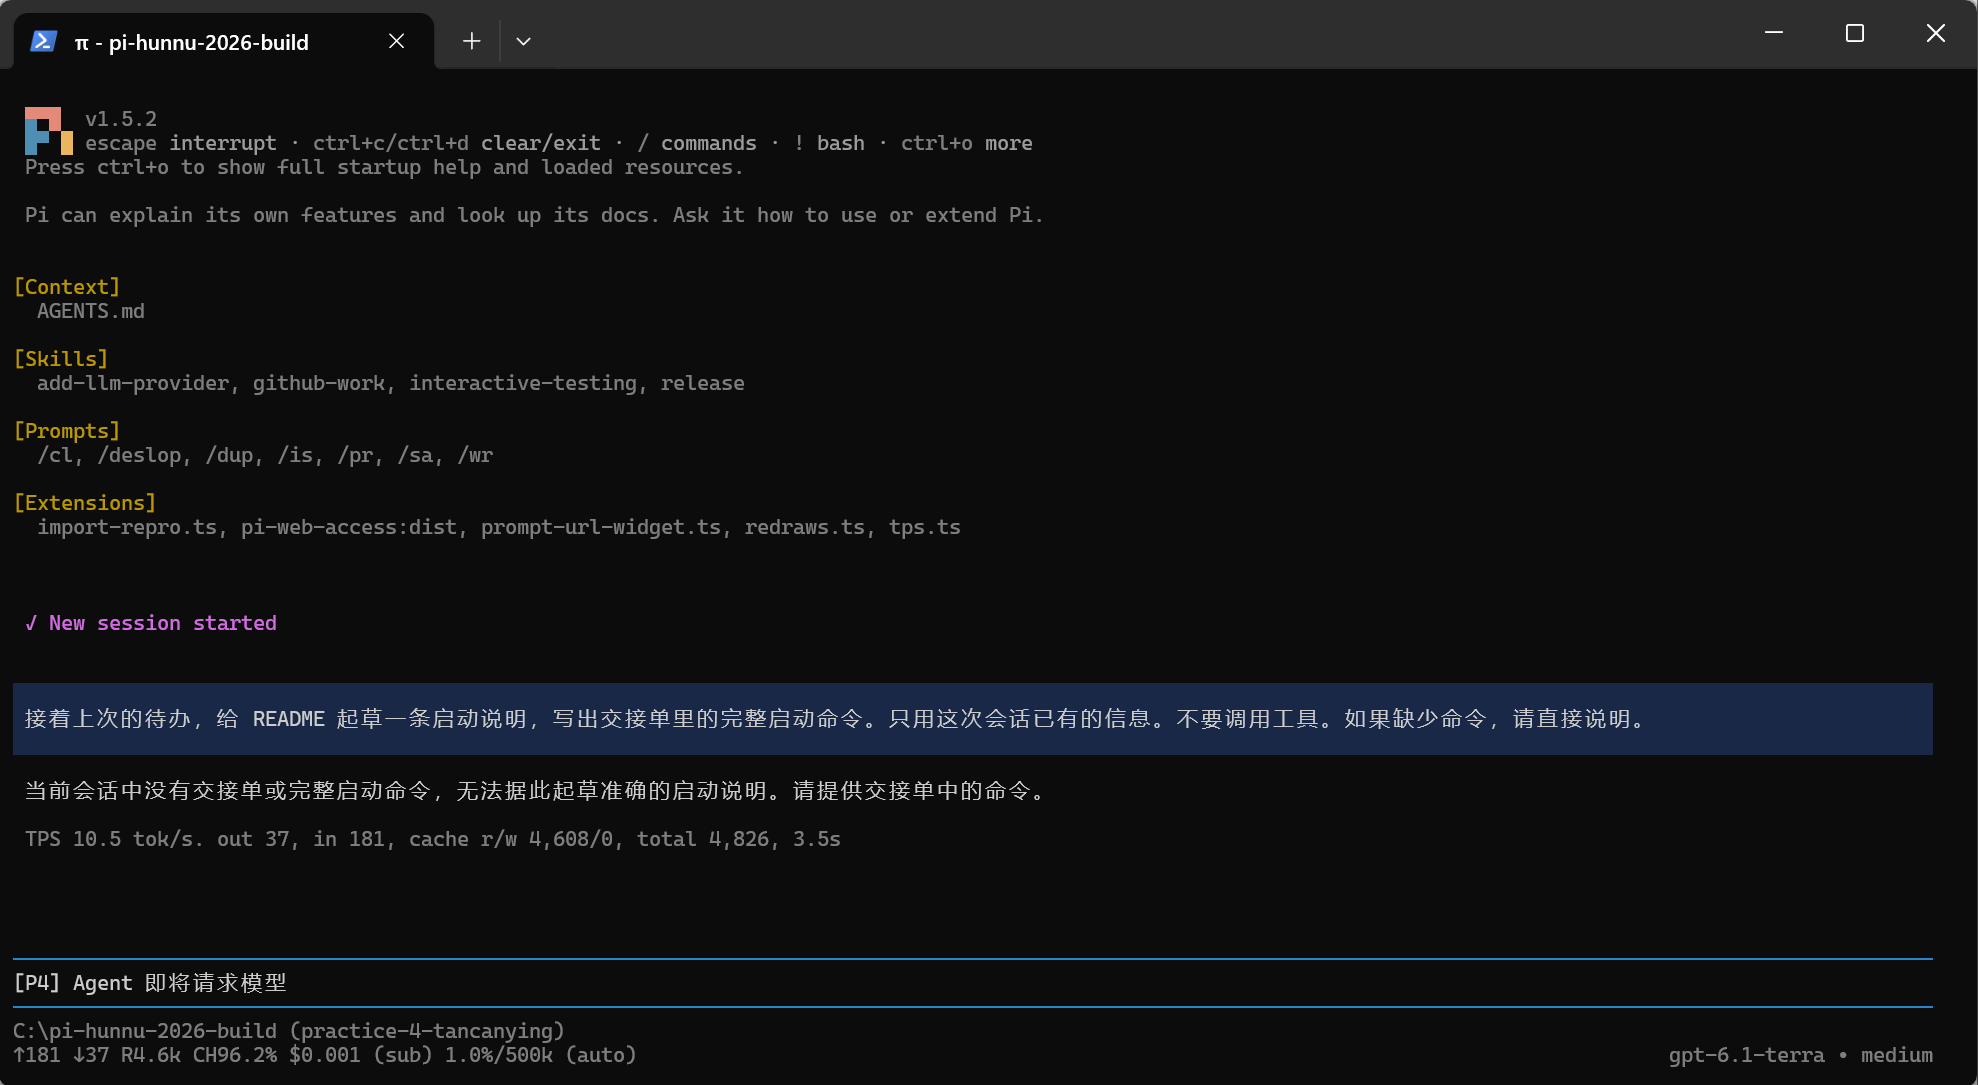 π - pi-hunnu-2026-build
v1.5.2
escape interrupt · ctrl+c/ctrl+d clear/exit · / commands · ! bash · ctrl+o more
Press ctrl+o to show full startup help and loaded resources.
Pi can explain its own features and look up its docs. Ask it how to use or extend Pi.
[Context]
AGENTS.md
[Skills]
add-llm-provider, github-work, interactive-testing, release
[Prompts]
/cl, /deslop, /dup, /is, /pr, /sa, /wr
[Extensions]
import-repro.ts, pi-web-access:dist, prompt-url-widget.ts, redraws.ts, tps.ts
✓ New session started
接着上次的待办，给 README 起草一条启动说明，写出交接单里的完整启动命令。只用这次会话已有的信息。不要调用工具。如果缺少命令，请直接说明。
当前会话中没有交接单或完整启动命令，无法据此起草准确的启动说明。请提供交接单中的命令。
TPS 10.5 tok/s. out 37, in 181, cache r/w 4,608/0, total 4,826, 3.5s
[P4] Agent 即将请求模型
C:\pi-hunnu-2026-build (practice-4-tancanying)
↑181 ↓37 R4.6k CH96.2% $0.001 (sub) 1.0%/500k (auto) gpt-6.1-terra • medium